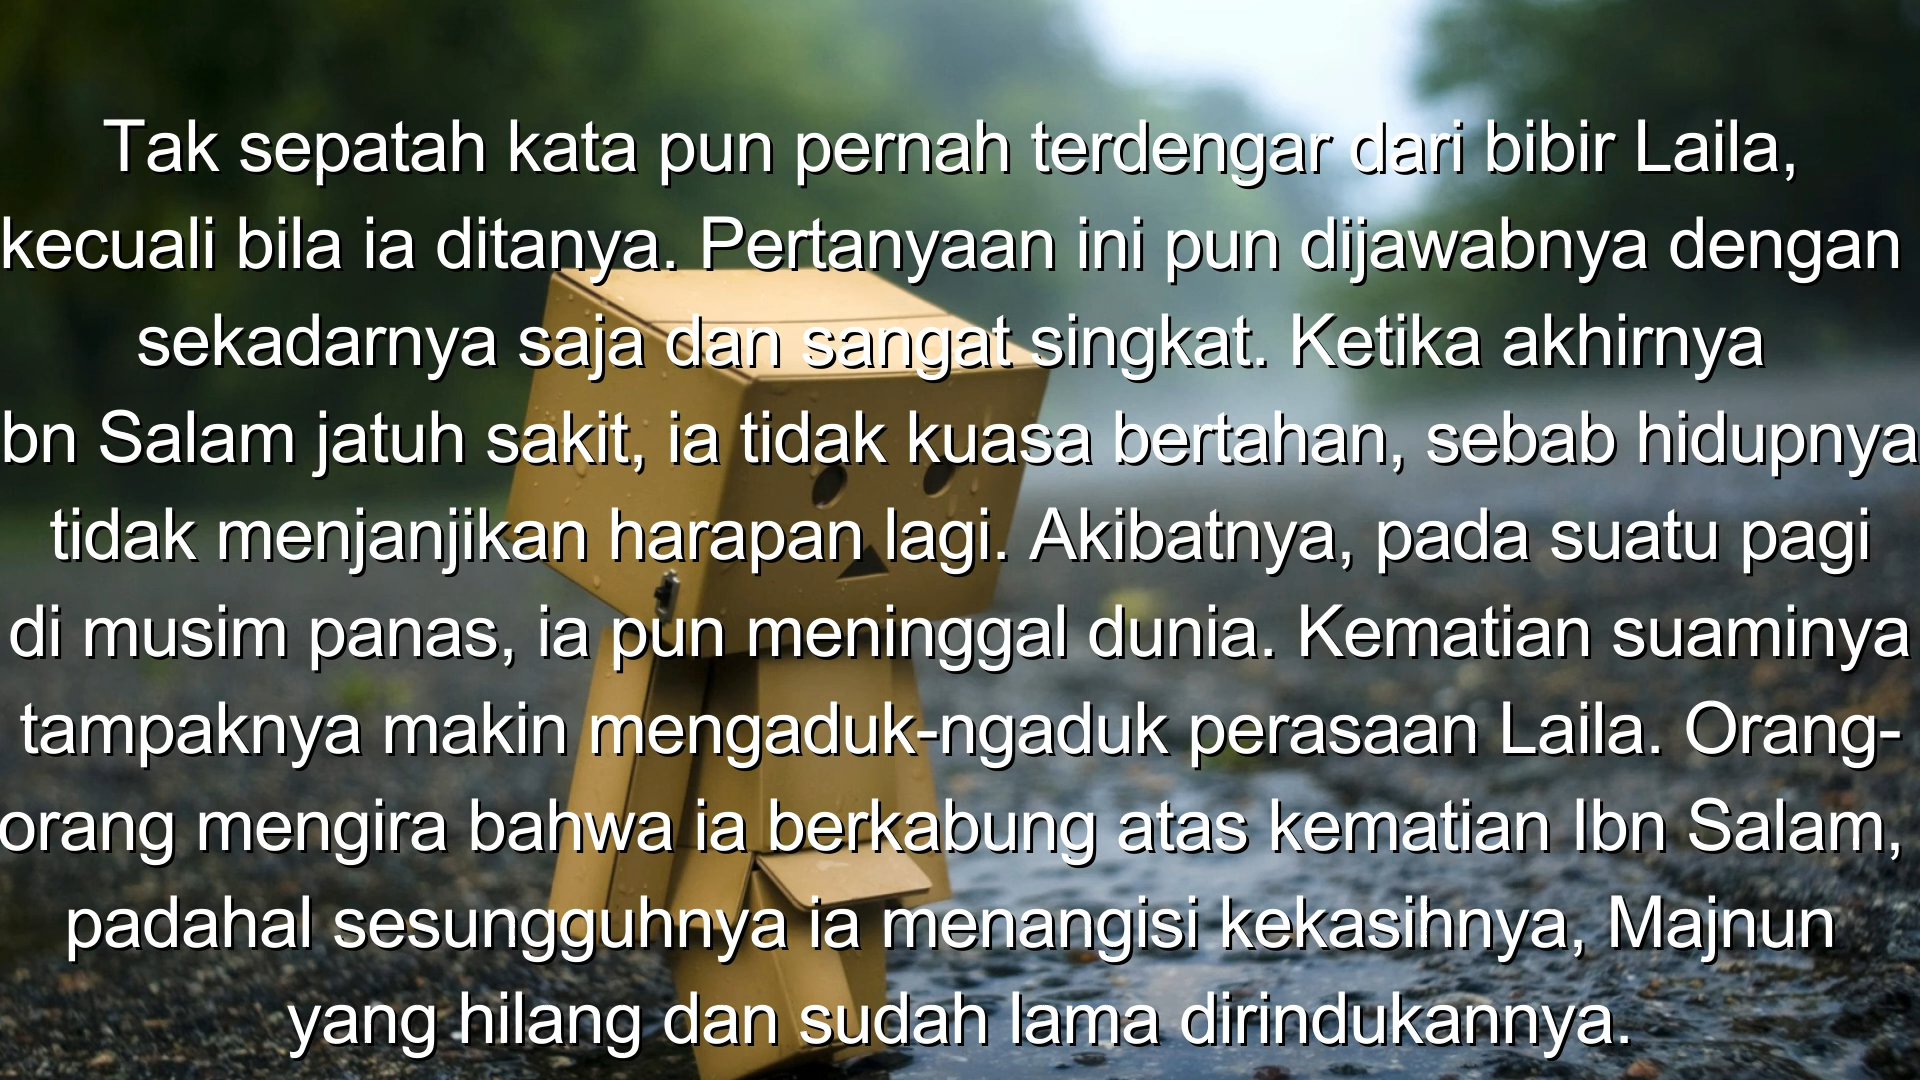 Tak sepatah kata pun pernah terdengar dari bibir Laila,
kecuali bila ia ditanya. Pertanyaan ini pun dijawabnya dengan
sekadarnya saja dan sangat singkat. Ketika akhirnya
bn Salam jatuh sakit, ia tidak kuasa bertahan, sebab hidupnya
tidak menjanjikan harapan lagi. Akibatnya, pada suatu pagi
di musim panas, ia pun meninggal dunia. Kematian suaminya
tampaknya makin mengaduk-ngaduk perasaan Laila. Orang-
orang mengira bahwa ia berkabung atas kematian Ibn Salam,
padahal sesungguhnya ia menangisi kekasihnya, Majnun
yang hilang dan sudah lama dirindukannya.